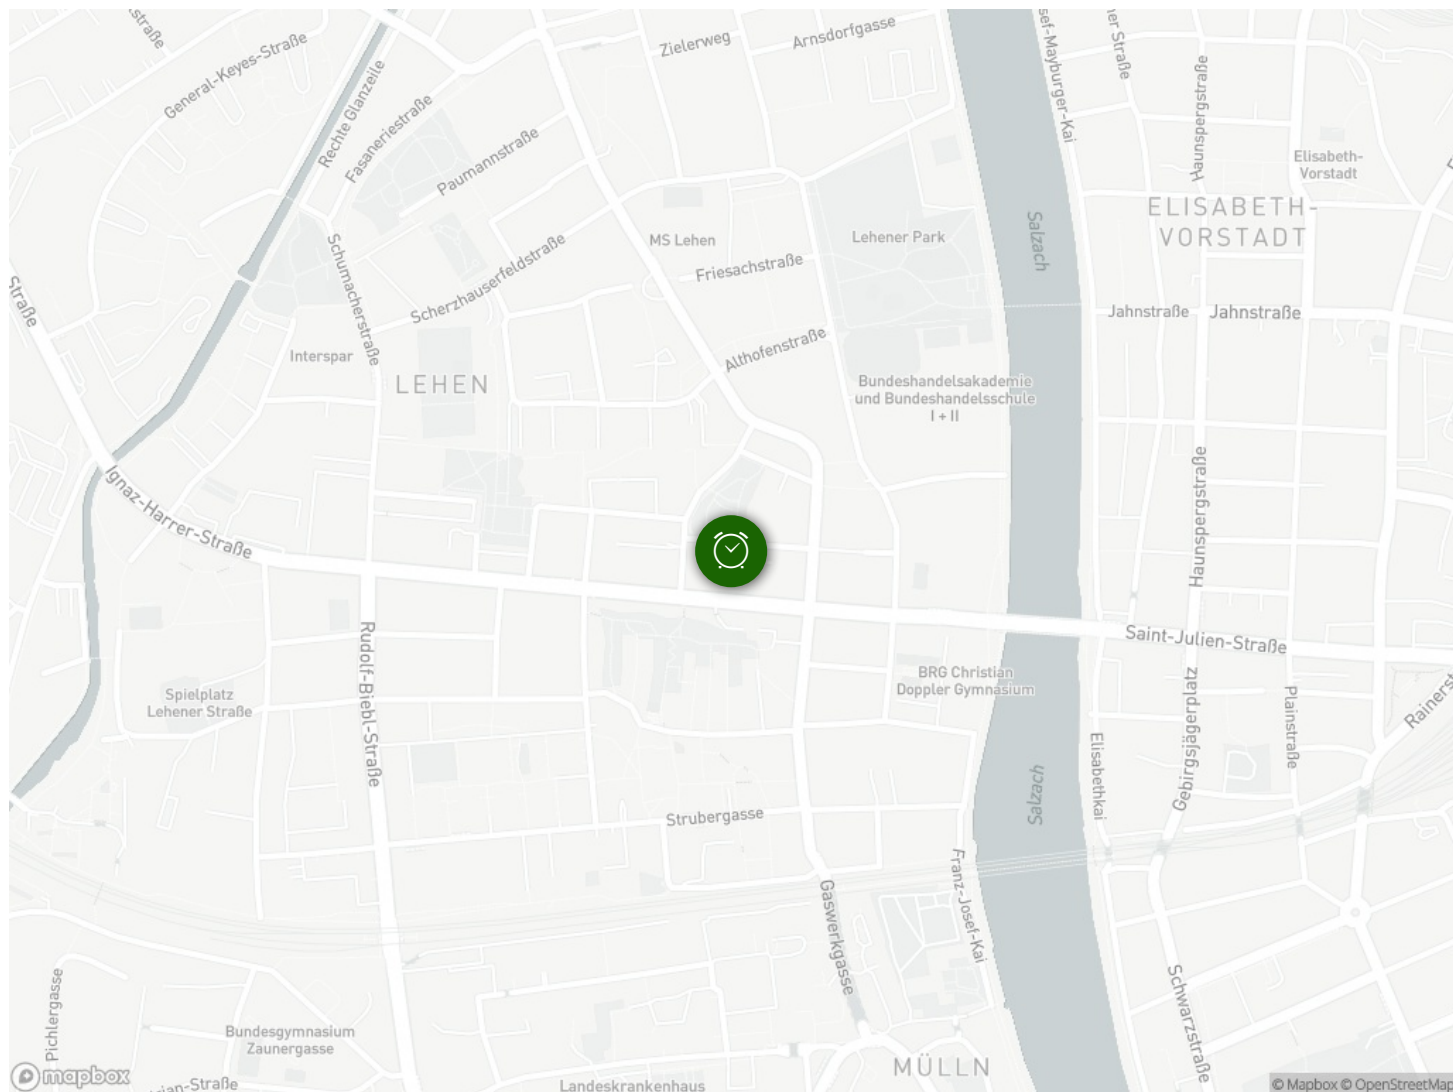 General-Keyes-Straße
Rechte Glanzeile
Fasaneriestraße
Paumannstraße
Zielerweg
Arnsdorfgasse
Haunspergstraße
Elisabeth-
Vorstadt
ELISABETH-
VORSTADT
Salzach
Lehener Park
MS Lehen
Friesachstraße
Scherzhauserfeldstraße
Schumacherstraße
Straße
Jahnstraße
Jahnstraße
Althofenstraße
Interspar
LEHEN
Bundeshandelsakademie
und Bundeshandelsschule
I + II
Ignaz-Harrer-Straße
Haunspergstraße
Saint-Julien-Straße
Rudolf-Biebl-Straße
BRG Christian
Doppler Gymnasium
Spielplatz
Lehener Straße
Gebirgsjägerplatz
Plainstraße
Elisabethkai
Salzach
Strubergasse
Franz-Josef-Kai
Gaswerkgasse
Schwarzstraße
Pichlergasse
Bundesgymnasium
Zaunergasse
MÜLLN
Landeskrankenhaus
mapbox
© Mapbox © OpenStreetMap